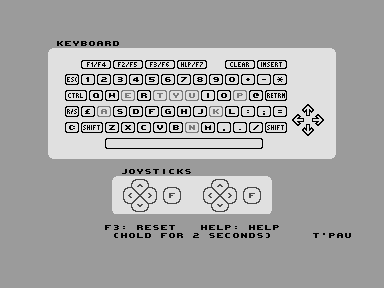 KEYBOARD
F1/F4 F2/F5 F3/F6 HLP/F7 CLEAR INSERT
ESC 1 2 3 4 5 6 7 8 9 0 + - *
CTRL Q W E R T Y U I O P @ RETRN
R/S £ A S D F G H J K L : ; =
C SHIFT Z X C V B N M , . / SHIFT
JOYSTICKS
F F
F3: RESET HELP: HELP
(HOLD FOR 2 SECONDS) T'PAU